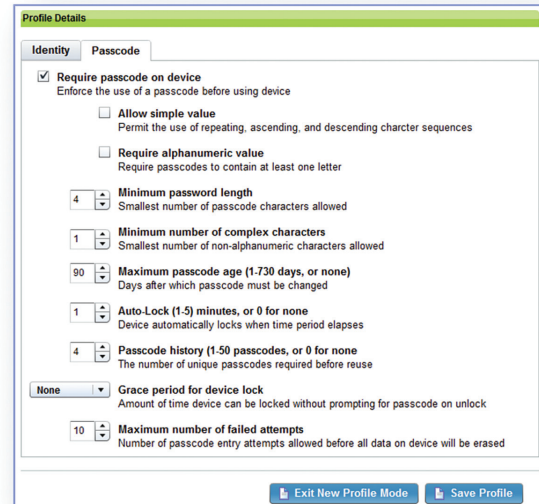 Profile Details
Identity
Passcode
Require passcode on device
Enforce the use of a passcode before using device
Allow simple value
Permit the use of repeating, ascending, and descending charcter sequences
Require alphanumeric value
Require passcodes to contain at least one letter
4
Minimum password length
Smallest number of passcode characters allowed
1
Minimum number of complex characters
Smallest number of non-alphanumeric characters allowed
90
Maximum passcode age (1-730 days, or none)
Days after which passcode must be changed
1
Auto-Lock (1-5) minutes, or 0 for none
Device automatically locks when time period elapses
4
Passcode history (1-50 passcodes, or 0 for none
The number of unique passcodes required before reuse
None
Grace period for device lock
Amount of time device can be locked without prompting for passcode on unlock
10
Maximum number of failed attempts
Number of passcode entry attempts allowed before all data on device will be erased
Exit New Profile Mode
Save Profile